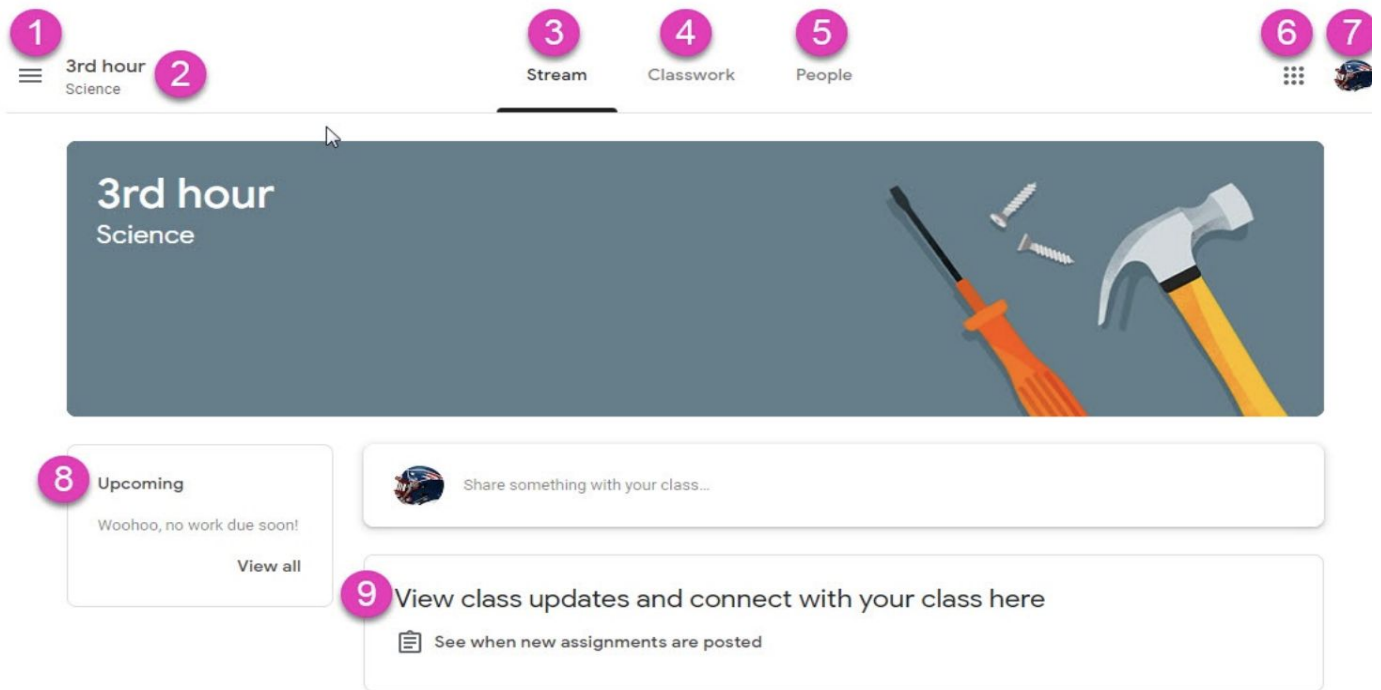 1
3
4
5
6
7
3rd hour
2
Science
Stream
Classwork
People
3rd hour
Science
8
Upcoming
Woohoo, no work due soon!
View all
Share something with your class...
9
View class updates and connect with your class here
See when new assignments are posted